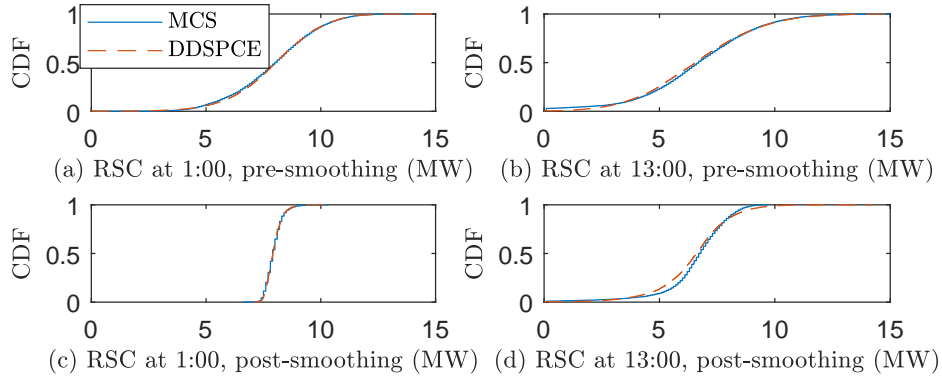 MCS
DDSPCE
CDF
1
0.5
0
0 5 10 15
(a) RSC at 1:00, pre-smoothing (MW)
CDF
1
0.5
0
0 5 10 15
(b) RSC at 13:00, pre-smoothing (MW)
CDF
1
0.5
0
0 5 10 15
(c) RSC at 1:00, post-smoothing (MW)
CDF
1
0.5
0
0 5 10 15
(d) RSC at 13:00, post-smoothing (MW)